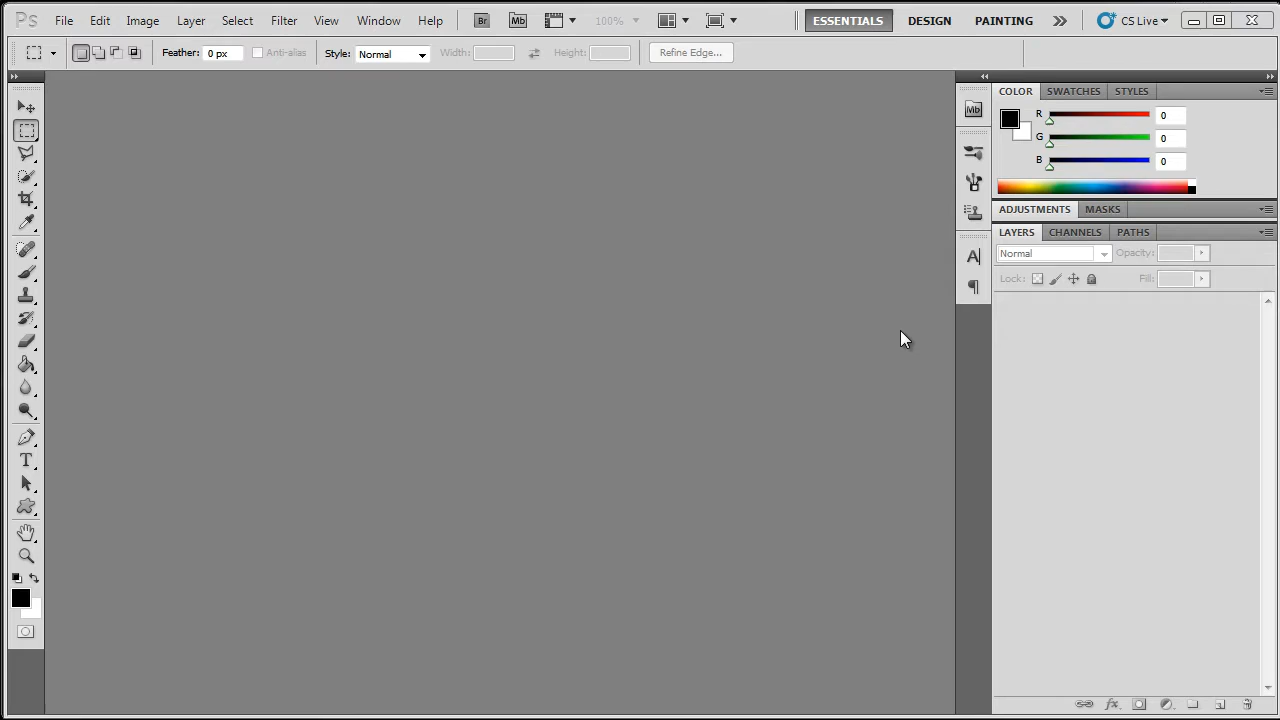 Ps File Edit Image Layer Select Filter View Window Help Br Mb 100% ESSENTIALS DESIGN PAINTING CS Live
Feather: 0 px Anti-alias Style: Normal Width: Height: Refine Edge...
Mb
COLOR SWATCHES STYLES
R 0
G 0
B 0
ADJUSTMENTS MASKS
LAYERS CHANNELS PATHS
Normal Opacity:
Lock: Fill: